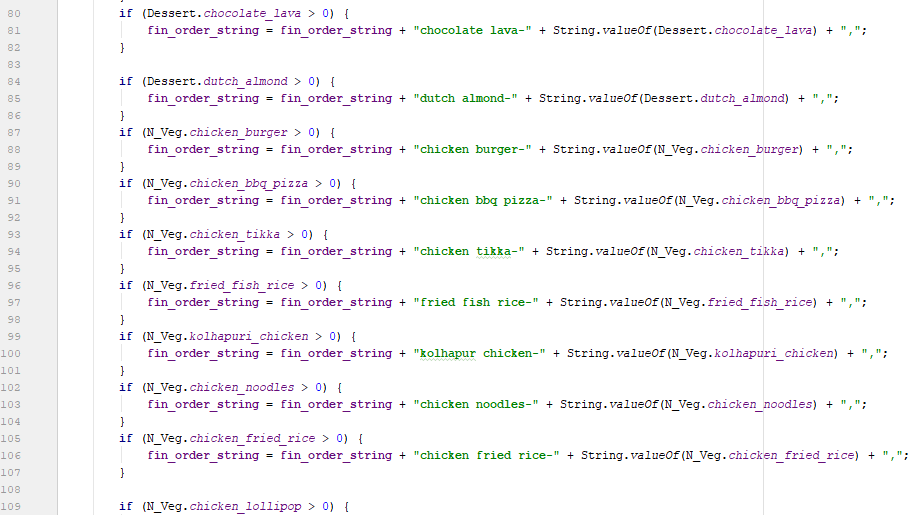 80 if (Dessert.chocolate_lava > 0) {
81 fin_order_string = fin_order_string + "chocolate lava-" + String.valueOf(Dessert.chocolate_lava) + ",";
82 }
83
84 if (Dessert.dutch_almond > 0) {
85 fin_order_string = fin_order_string + "dutch almond-" + String.valueOf(Dessert.dutch_almond) + ",";
86 }
87 if (N_Veg.chicken_burger > 0) {
88 fin_order_string = fin_order_string + "chicken burger-" + String.valueOf(N_Veg.chicken_burger) + ",";
89 }
90 if (N_Veg.chicken_bbq_pizza > 0) {
91 fin_order_string = fin_order_string + "chicken bbq pizza-" + String.valueOf(N_Veg.chicken_bbq_pizza) + ",";
92 }
93 if (N_Veg.chicken_tikka > 0) {
94 fin_order_string = fin_order_string + "chicken tikka-" + String.valueOf(N_Veg.chicken_tikka) + ",";
95 }
96 if (N_Veg.fried_fish_rice > 0) {
97 fin_order_string = fin_order_string + "fried fish rice-" + String.valueOf(N_Veg.fried_fish_rice) + ",";
98 }
99 if (N_Veg.kolhapuri_chicken > 0) {
100 fin_order_string = fin_order_string + "kolhapur chicken-" + String.valueOf(N_Veg.kolhapuri_chicken) + ",";
101 }
102 if (N_Veg.chicken_noodles > 0) {
103 fin_order_string = fin_order_string + "chicken noodles-" + String.valueOf(N_Veg.chicken_noodles) + ",";
104 }
105 if (N_Veg.chicken_fried_rice > 0) {
106 fin_order_string = fin_order_string + "chicken fried rice-" + String.valueOf(N_Veg.chicken_fried_rice) + ",";
107 }
108
109 if (N_Veg.chicken_lollipop > 0) {